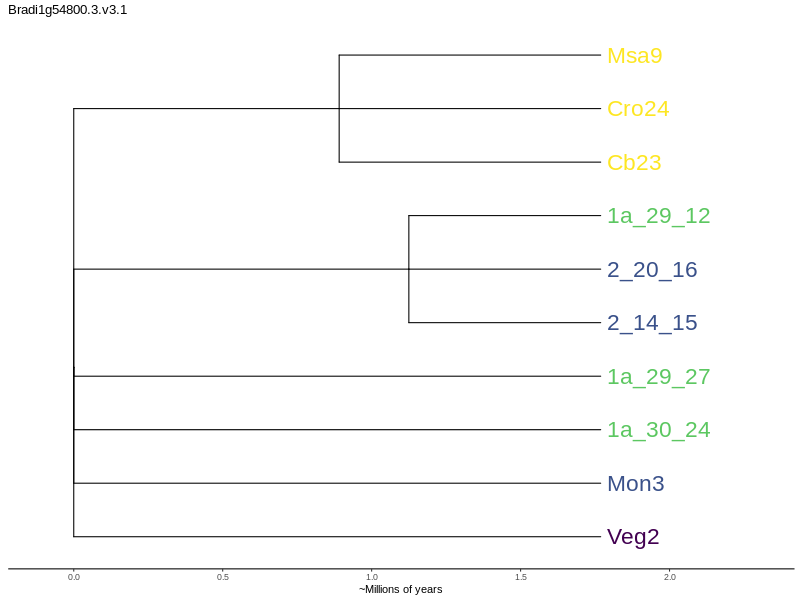 Bradi1g54800.3.v3.1
Msa9
Cro24
Cb23
1a_29_12
2_20_16
2_14_15
1a_29_27
1a_30_24
Mon3
Veg2
0.0 0.5 1.0 1.5 2.0
~Millions of years